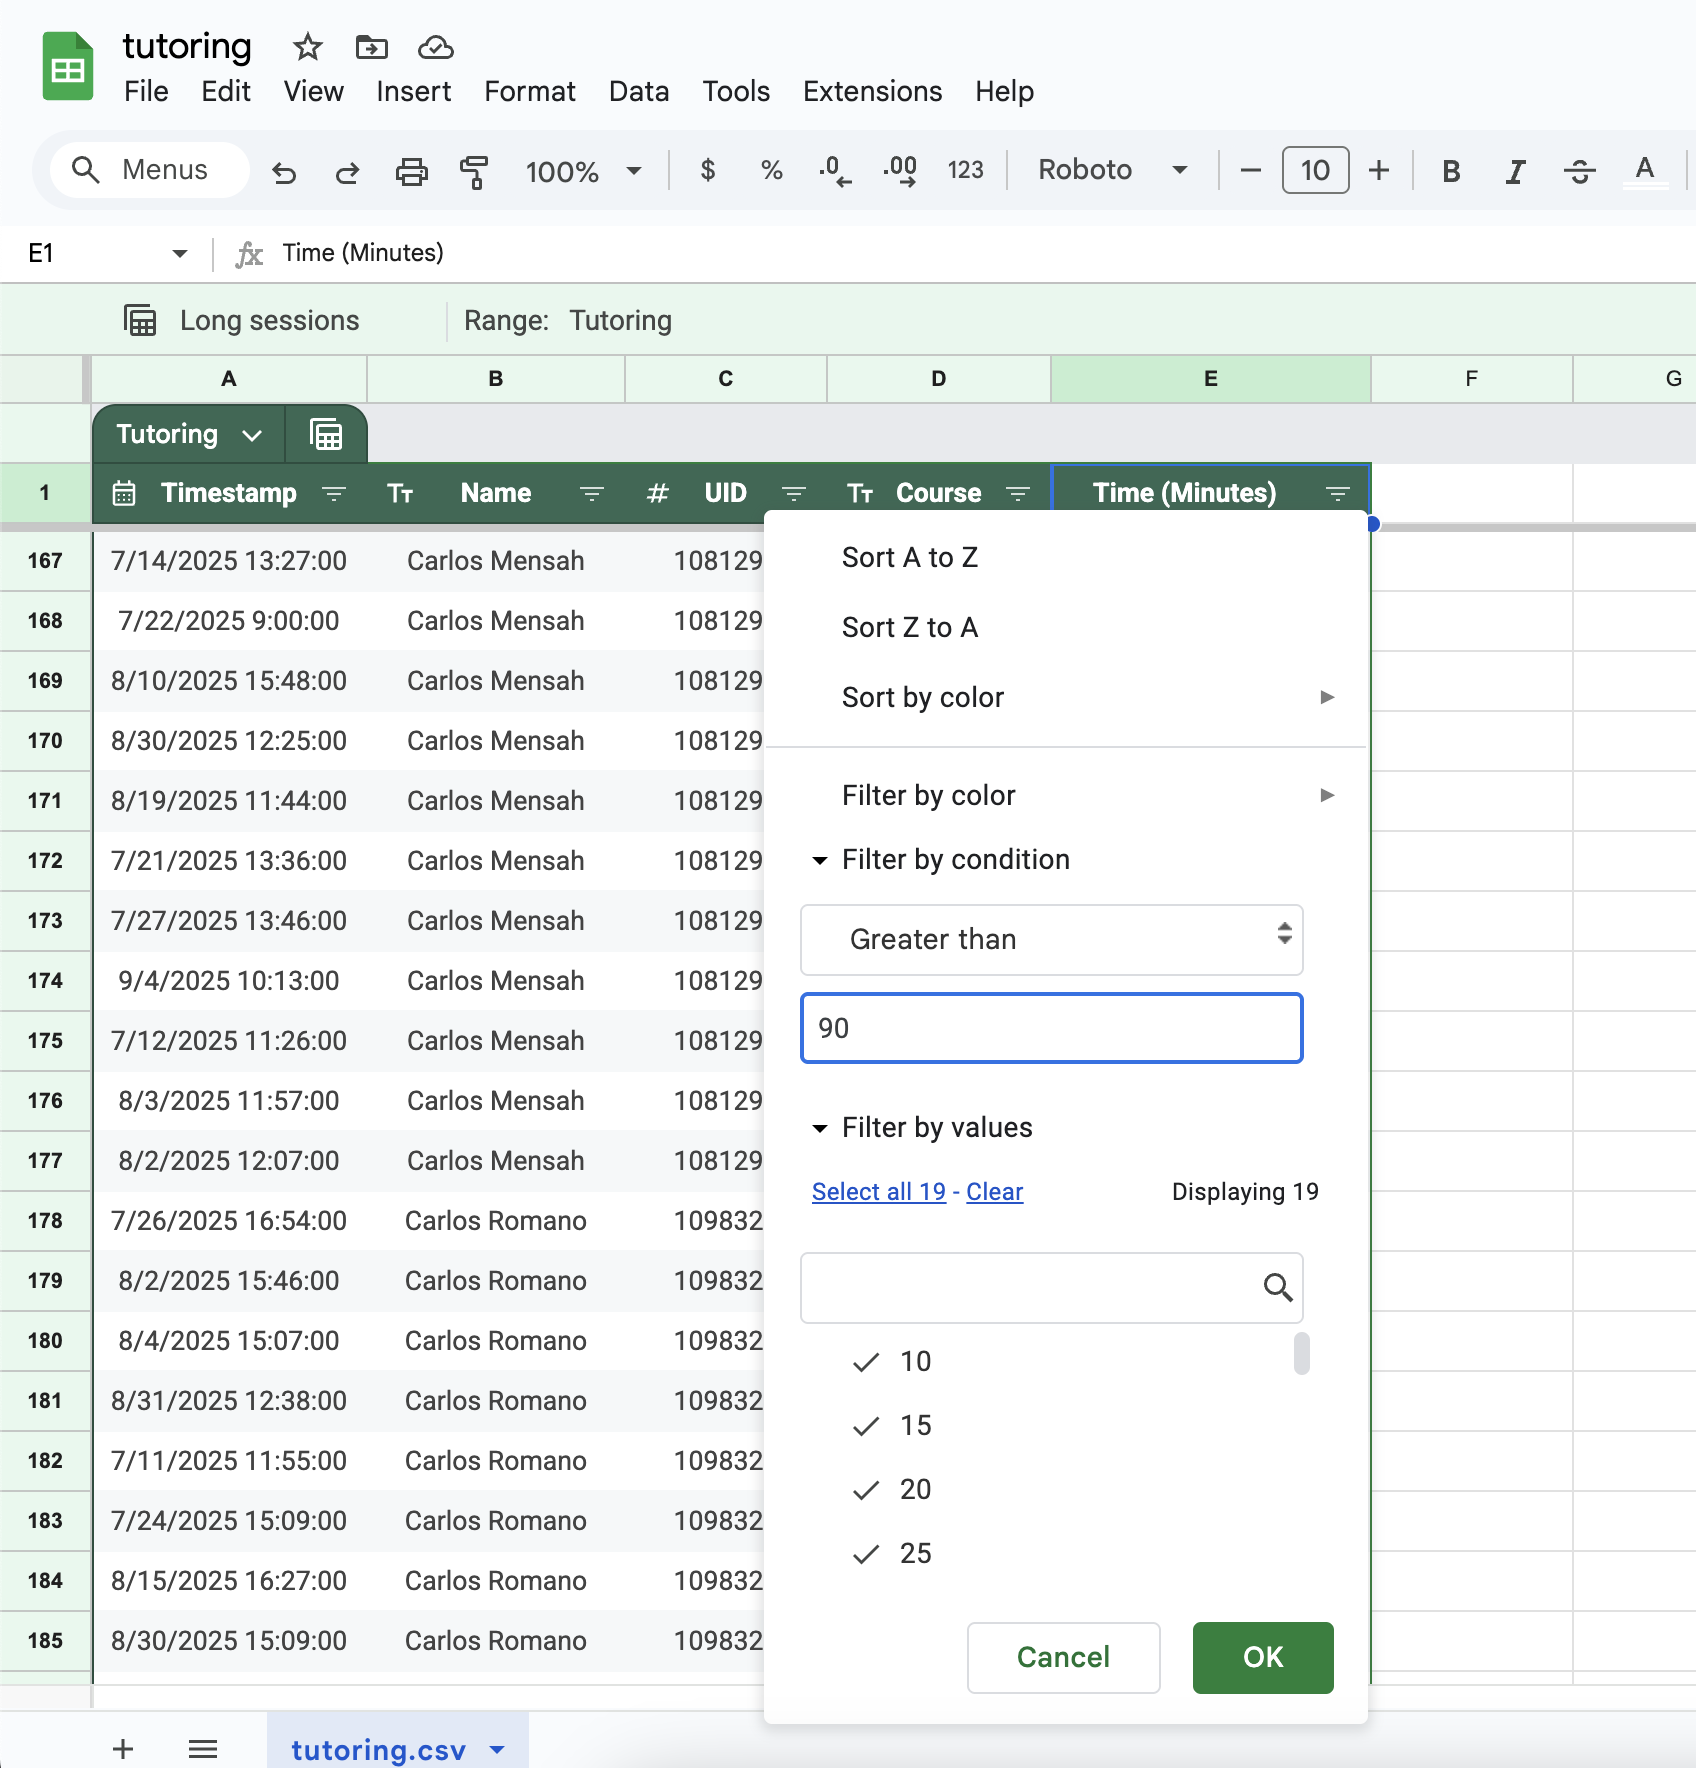 tutoring
File Edit View Insert Format Data Tools Extensions Help
Menus 100% $ % .0 .00 123 Roboto 10 B I S A
E1 fx Time (Minutes)
Long sessions Range: Tutoring
A B C D E F G
Tutoring
1 Timestamp Tт Name # UID Tт Course Time (Minutes)
167 7/14/2025 13:27:00 Carlos Mensah 108129
168 7/22/2025 9:00:00 Carlos Mensah 108129
169 8/10/2025 15:48:00 Carlos Mensah 108129
170 8/30/2025 12:25:00 Carlos Mensah 108129
171 8/19/2025 11:44:00 Carlos Mensah 108129
172 7/21/2025 13:36:00 Carlos Mensah 108129
173 7/27/2025 13:46:00 Carlos Mensah 108129
174 9/4/2025 10:13:00 Carlos Mensah 108129
175 7/12/2025 11:26:00 Carlos Mensah 108129
176 8/3/2025 11:57:00 Carlos Mensah 108129
177 8/2/2025 12:07:00 Carlos Mensah 108129
178 7/26/2025 16:54:00 Carlos Romano 109832
179 8/2/2025 15:46:00 Carlos Romano 109832
180 8/4/2025 15:07:00 Carlos Romano 109832
181 8/31/2025 12:38:00 Carlos Romano 109832
182 7/11/2025 11:55:00 Carlos Romano 109832
183 7/24/2025 15:09:00 Carlos Romano 109832
184 8/15/2025 16:27:00 Carlos Romano 109832
185 8/30/2025 15:09:00 Carlos Romano 109832
Sort A to Z
Sort Z to A
Sort by color
Filter by color
Filter by condition
Greater than
90
Filter by values
Select all 19 - Clear Displaying 19
10
15
20
25
Cancel OK
tutoring.csv